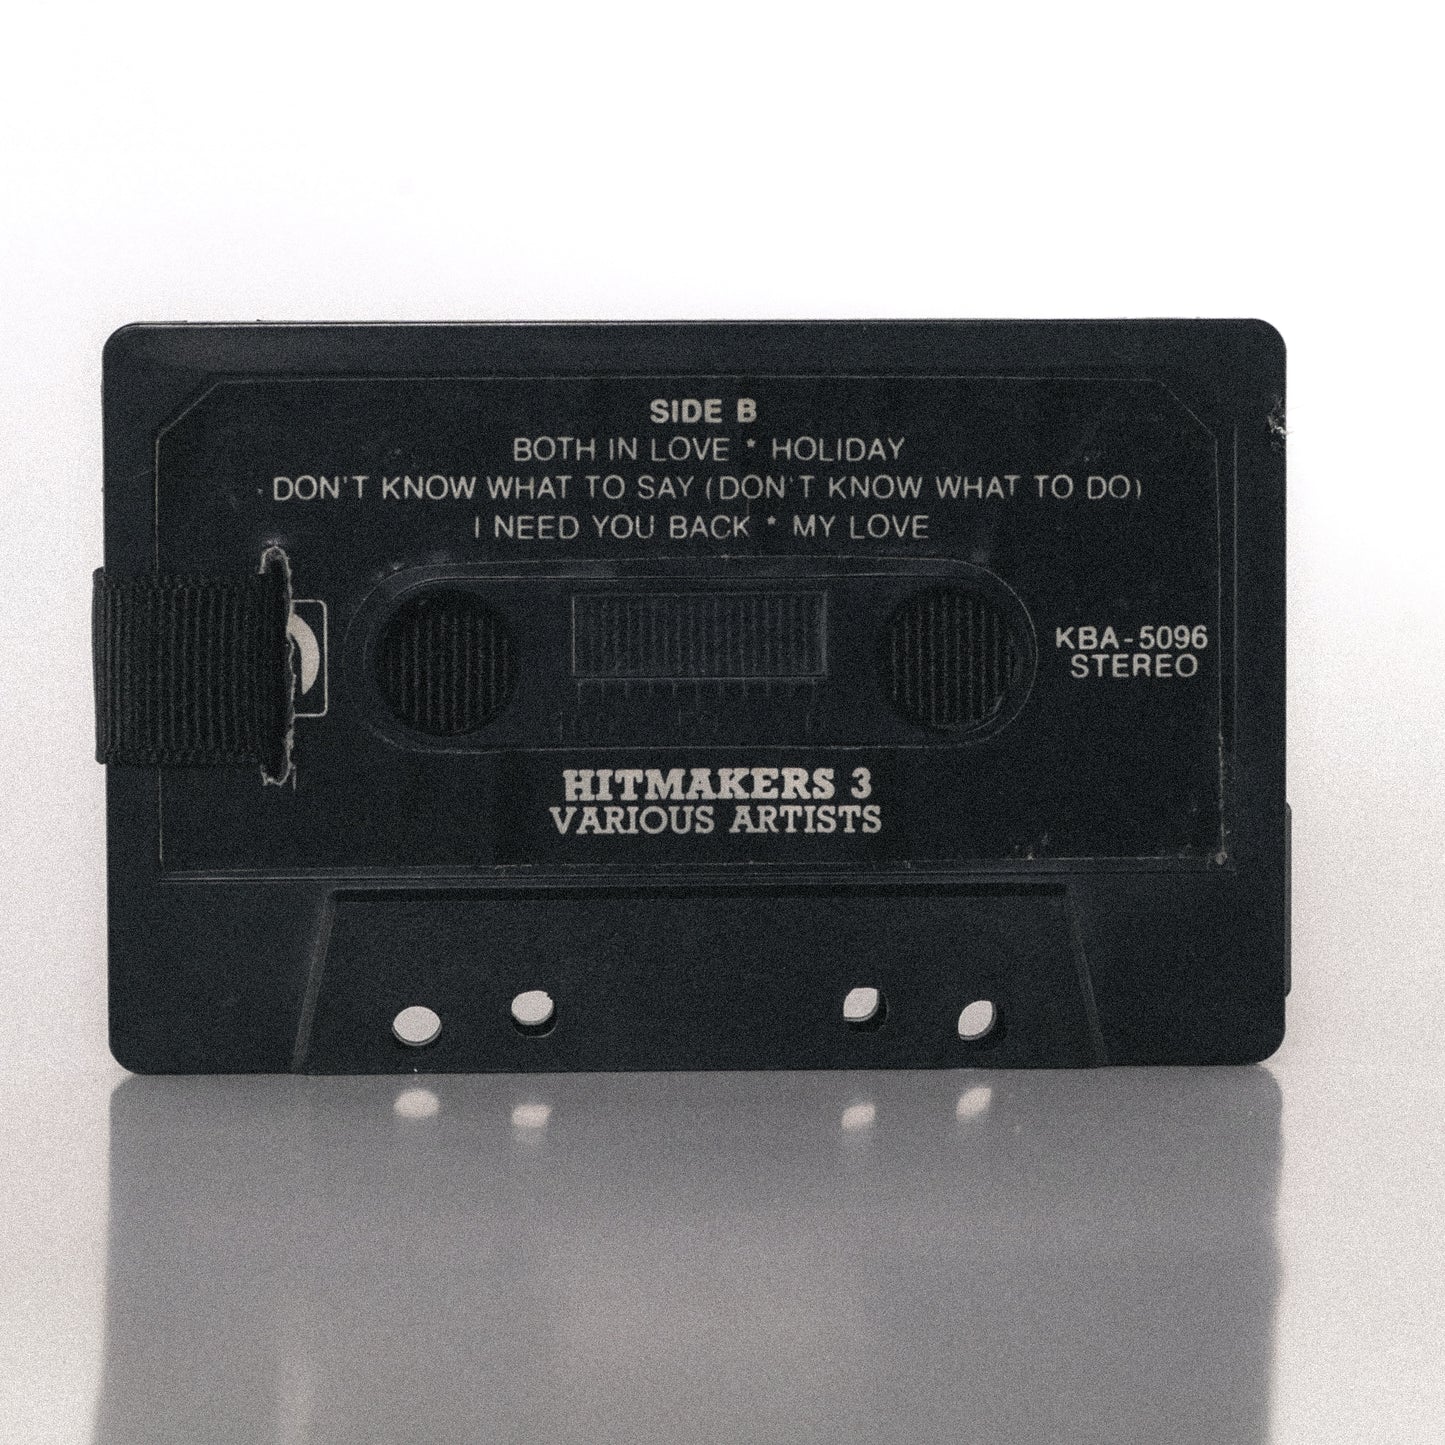 SIDE B
BOTH IN LOVE * HOLIDAY
DON'T KNOW WHAT TO SAY (DON'T KNOW WHAT TO DO)
I NEED YOU BACK * MY LOVE
KBA-5096
STEREO
HITMAKERS 3
VARIOUS ARTISTS